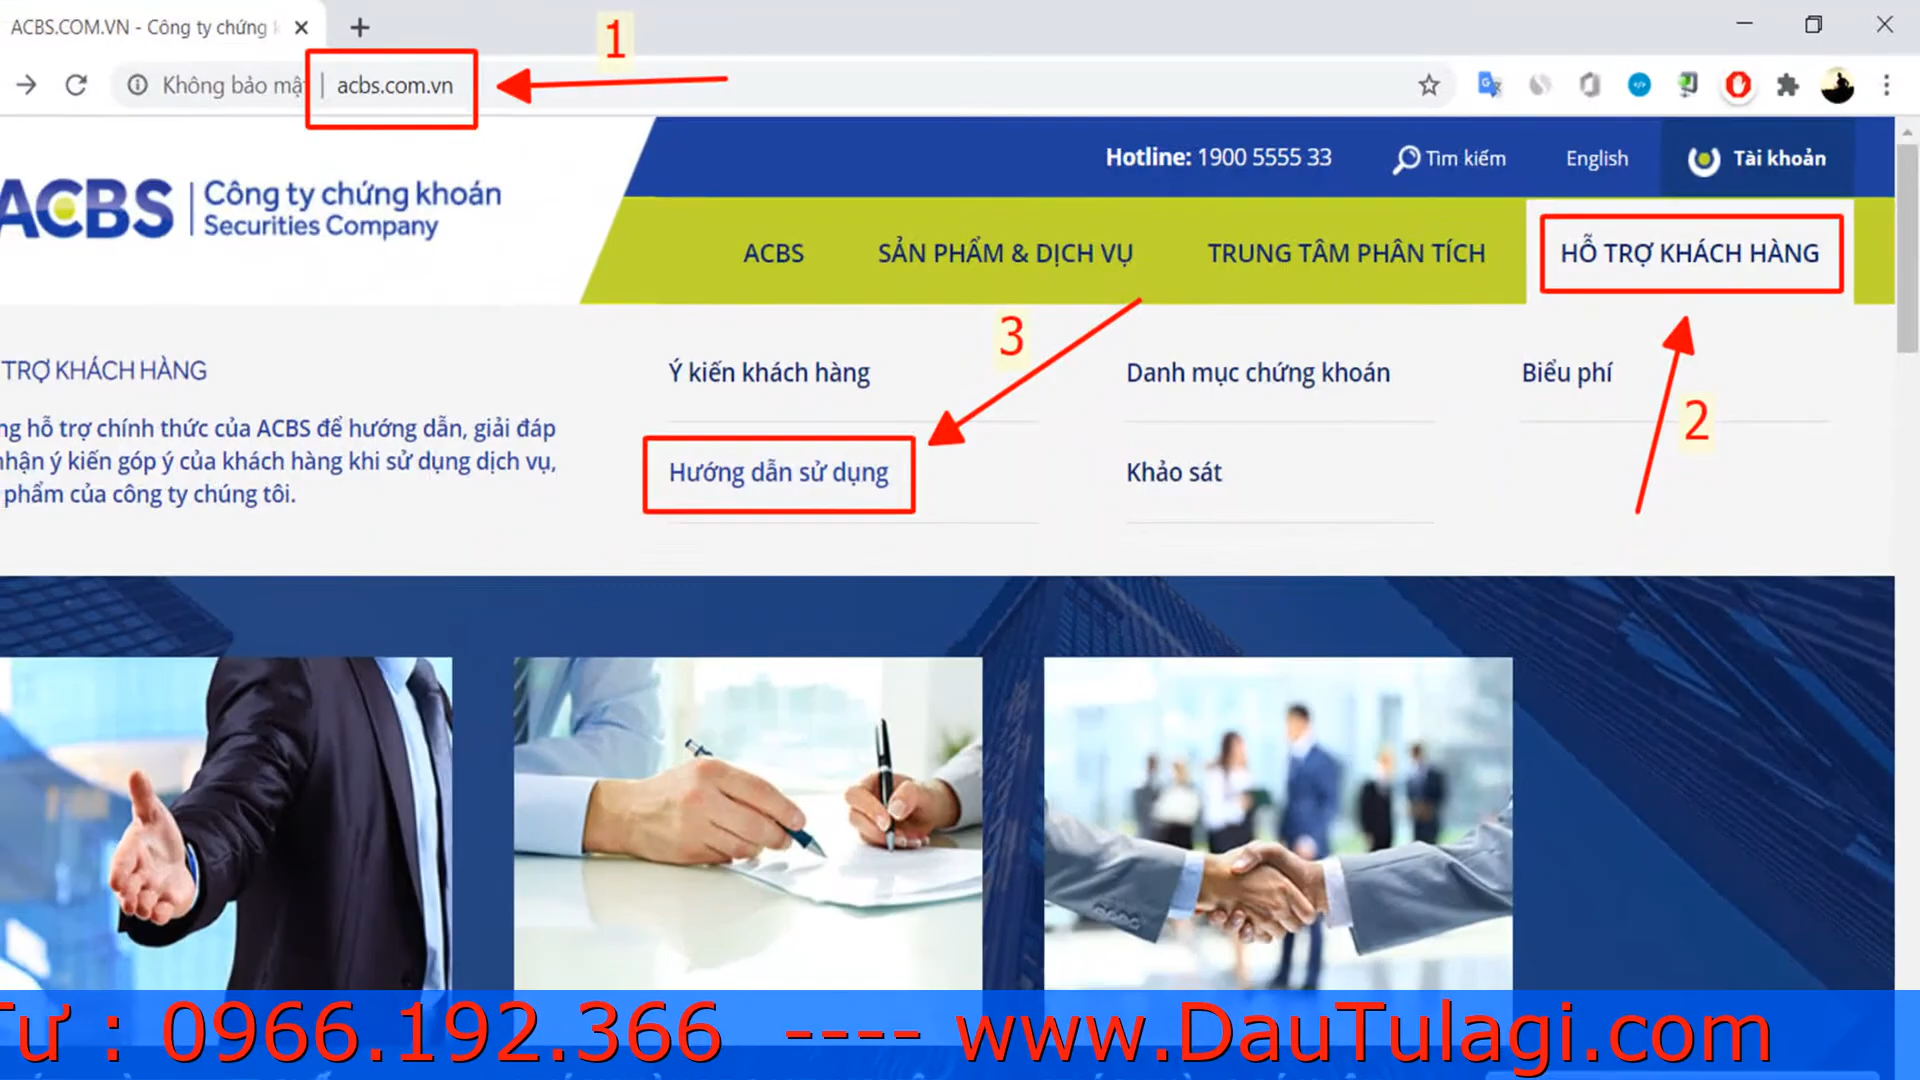 ACBS.COM.VN - Công ty chứng
1
Không bảo mật | acbs.com.vn
Hotline: 1900 5555 33
Tìm kiếm
English
Tài khoản
ACBS
Công ty chứng khoán
Securities Company
ACBS
SẢN PHẨM & DỊCH VỤ
TRUNG TÂM PHÂN TÍCH
HỖ TRỢ KHÁCH HÀNG
3
2
TRỢ KHÁCH HÀNG
Ý kiến khách hàng
Danh mục chứng khoán
Biểu phí
ng hỗ trợ chính thức của ACBS để hướng dẫn, giải đáp
nhận ý kiến góp ý của khách hàng khi sử dụng dịch vụ,
phẩm của công ty chúng tôi.
Hướng dẫn sử dụng
Khảo sát
Tư : 0966.192.366 ---- www.DauTulagi.com